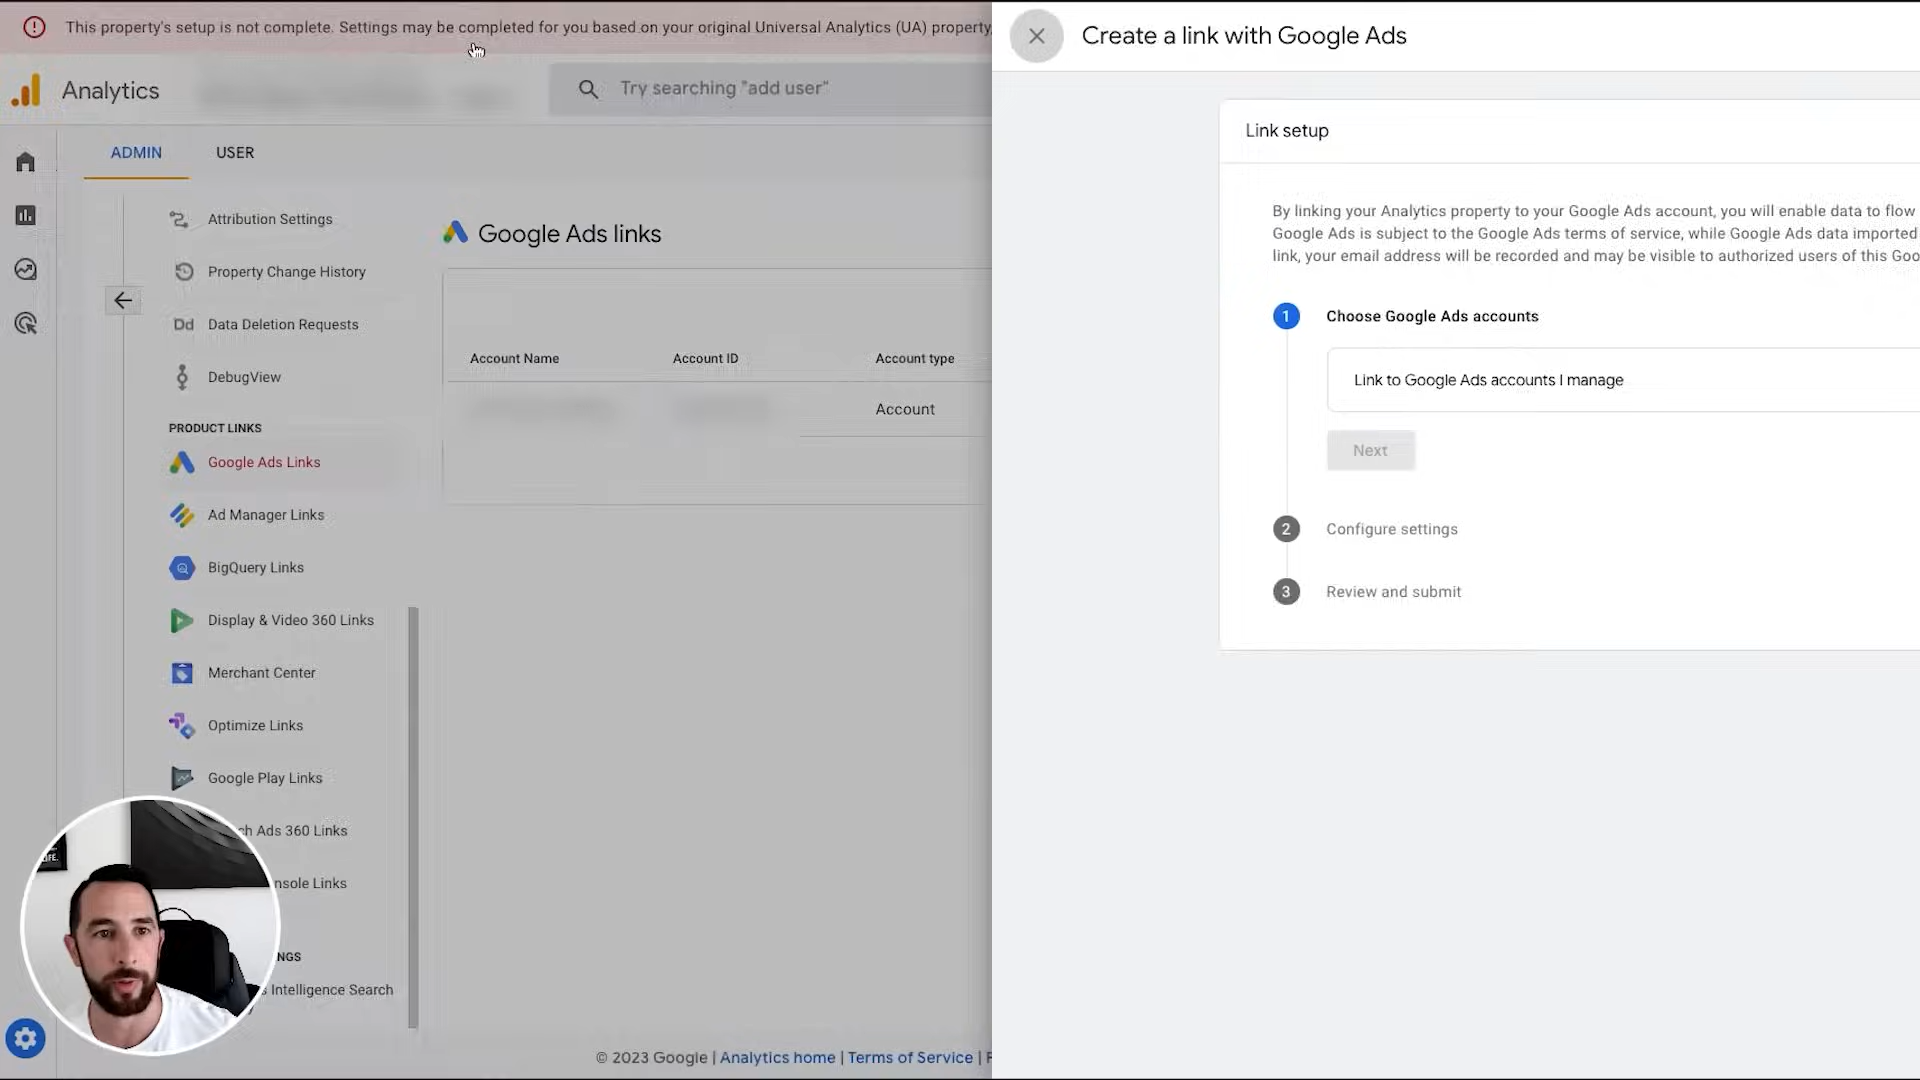 This property's setup is not complete. Settings may be completed for you based on your original Universal Analytics (UA) property,
Analytics
Try searching "add user"
ADMIN
USER
Attribution Settings
Property Change History
Dd Data Deletion Requests
DebugView
PRODUCT LINKS
Google Ads Links
Ad Manager Links
BigQuery Links
Display & Video 360 Links
Merchant Center
Optimize Links
Google Play Links
ch Ads 360 Links
nsole Links
NGS
s Intelligence Search
Google Ads links
Account Name
Account ID
Account type
Account
© 2023 Google | Analytics home | Terms of Service |
Create a link with Google Ads
Link setup
By linking your Analytics property to your Google Ads account, you will enable data to flow
Google Ads is subject to the Google Ads terms of service, while Google Ads data imported
link, your email address will be recorded and may be visible to authorized users of this Goo
1 Choose Google Ads accounts
Link to Google Ads accounts I manage
Next
2 Configure settings
3 Review and submit